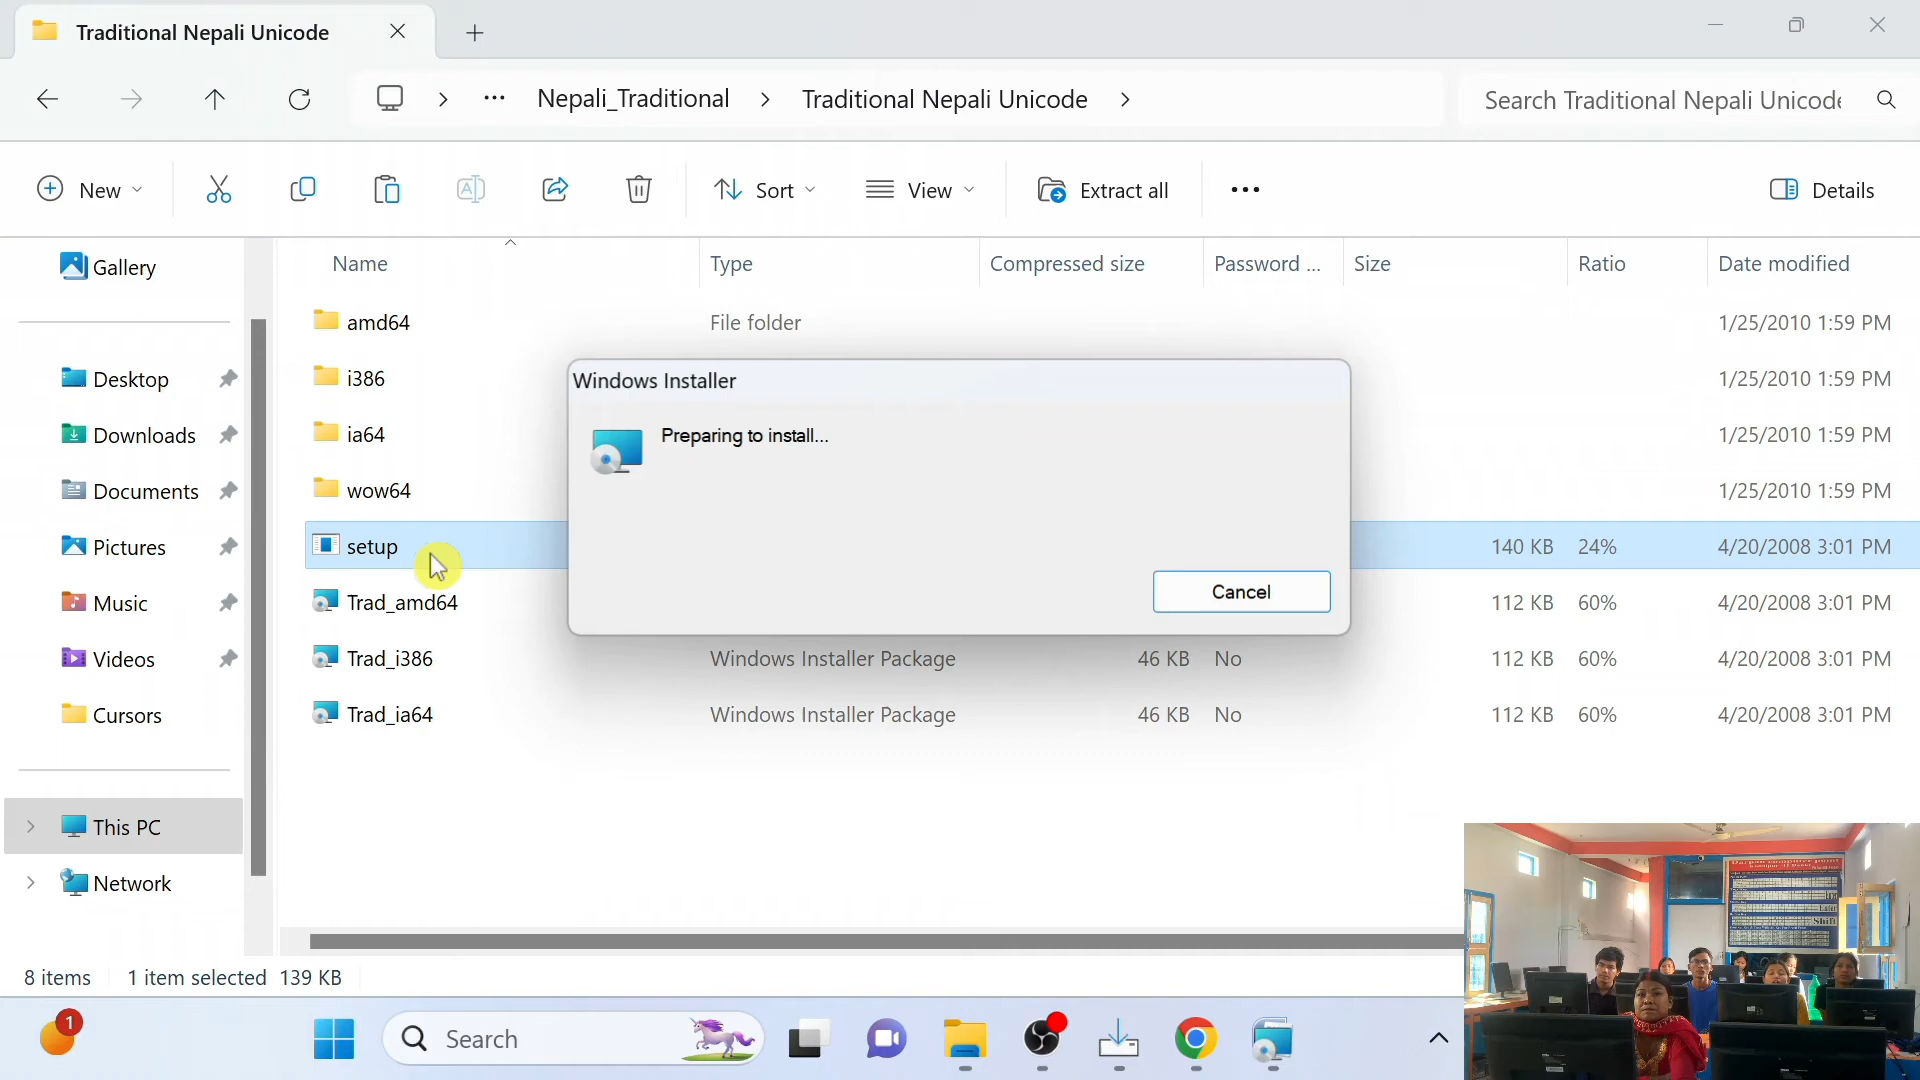 Traditional Nepali Unicode
Nepali_Traditional > Traditional Nepali Unicode >
Search Traditional Nepali Unicode
New
Sort
View
Extract all
Details
Gallery
Desktop
Downloads
Documents
Pictures
Music
Videos
Cursors
This PC
Network
Name Type Compressed size Password ... Size Ratio Date modified
amd64 File folder 1/25/2010 1:59 PM
i386 1/25/2010 1:59 PM
ia64 1/25/2010 1:59 PM
wow64 1/25/2010 1:59 PM
setup 140 KB 24% 4/20/2008 3:01 PM
Trad_amd64 112 KB 60% 4/20/2008 3:01 PM
Trad_i386 Windows Installer Package 46 KB No 112 KB 60% 4/20/2008 3:01 PM
Trad_ia64 Windows Installer Package 46 KB No 112 KB 60% 4/20/2008 3:01 PM
Windows Installer
Preparing to install...
Cancel
8 items 1 item selected 139 KB
1
Search
Darpan computer point
Shift